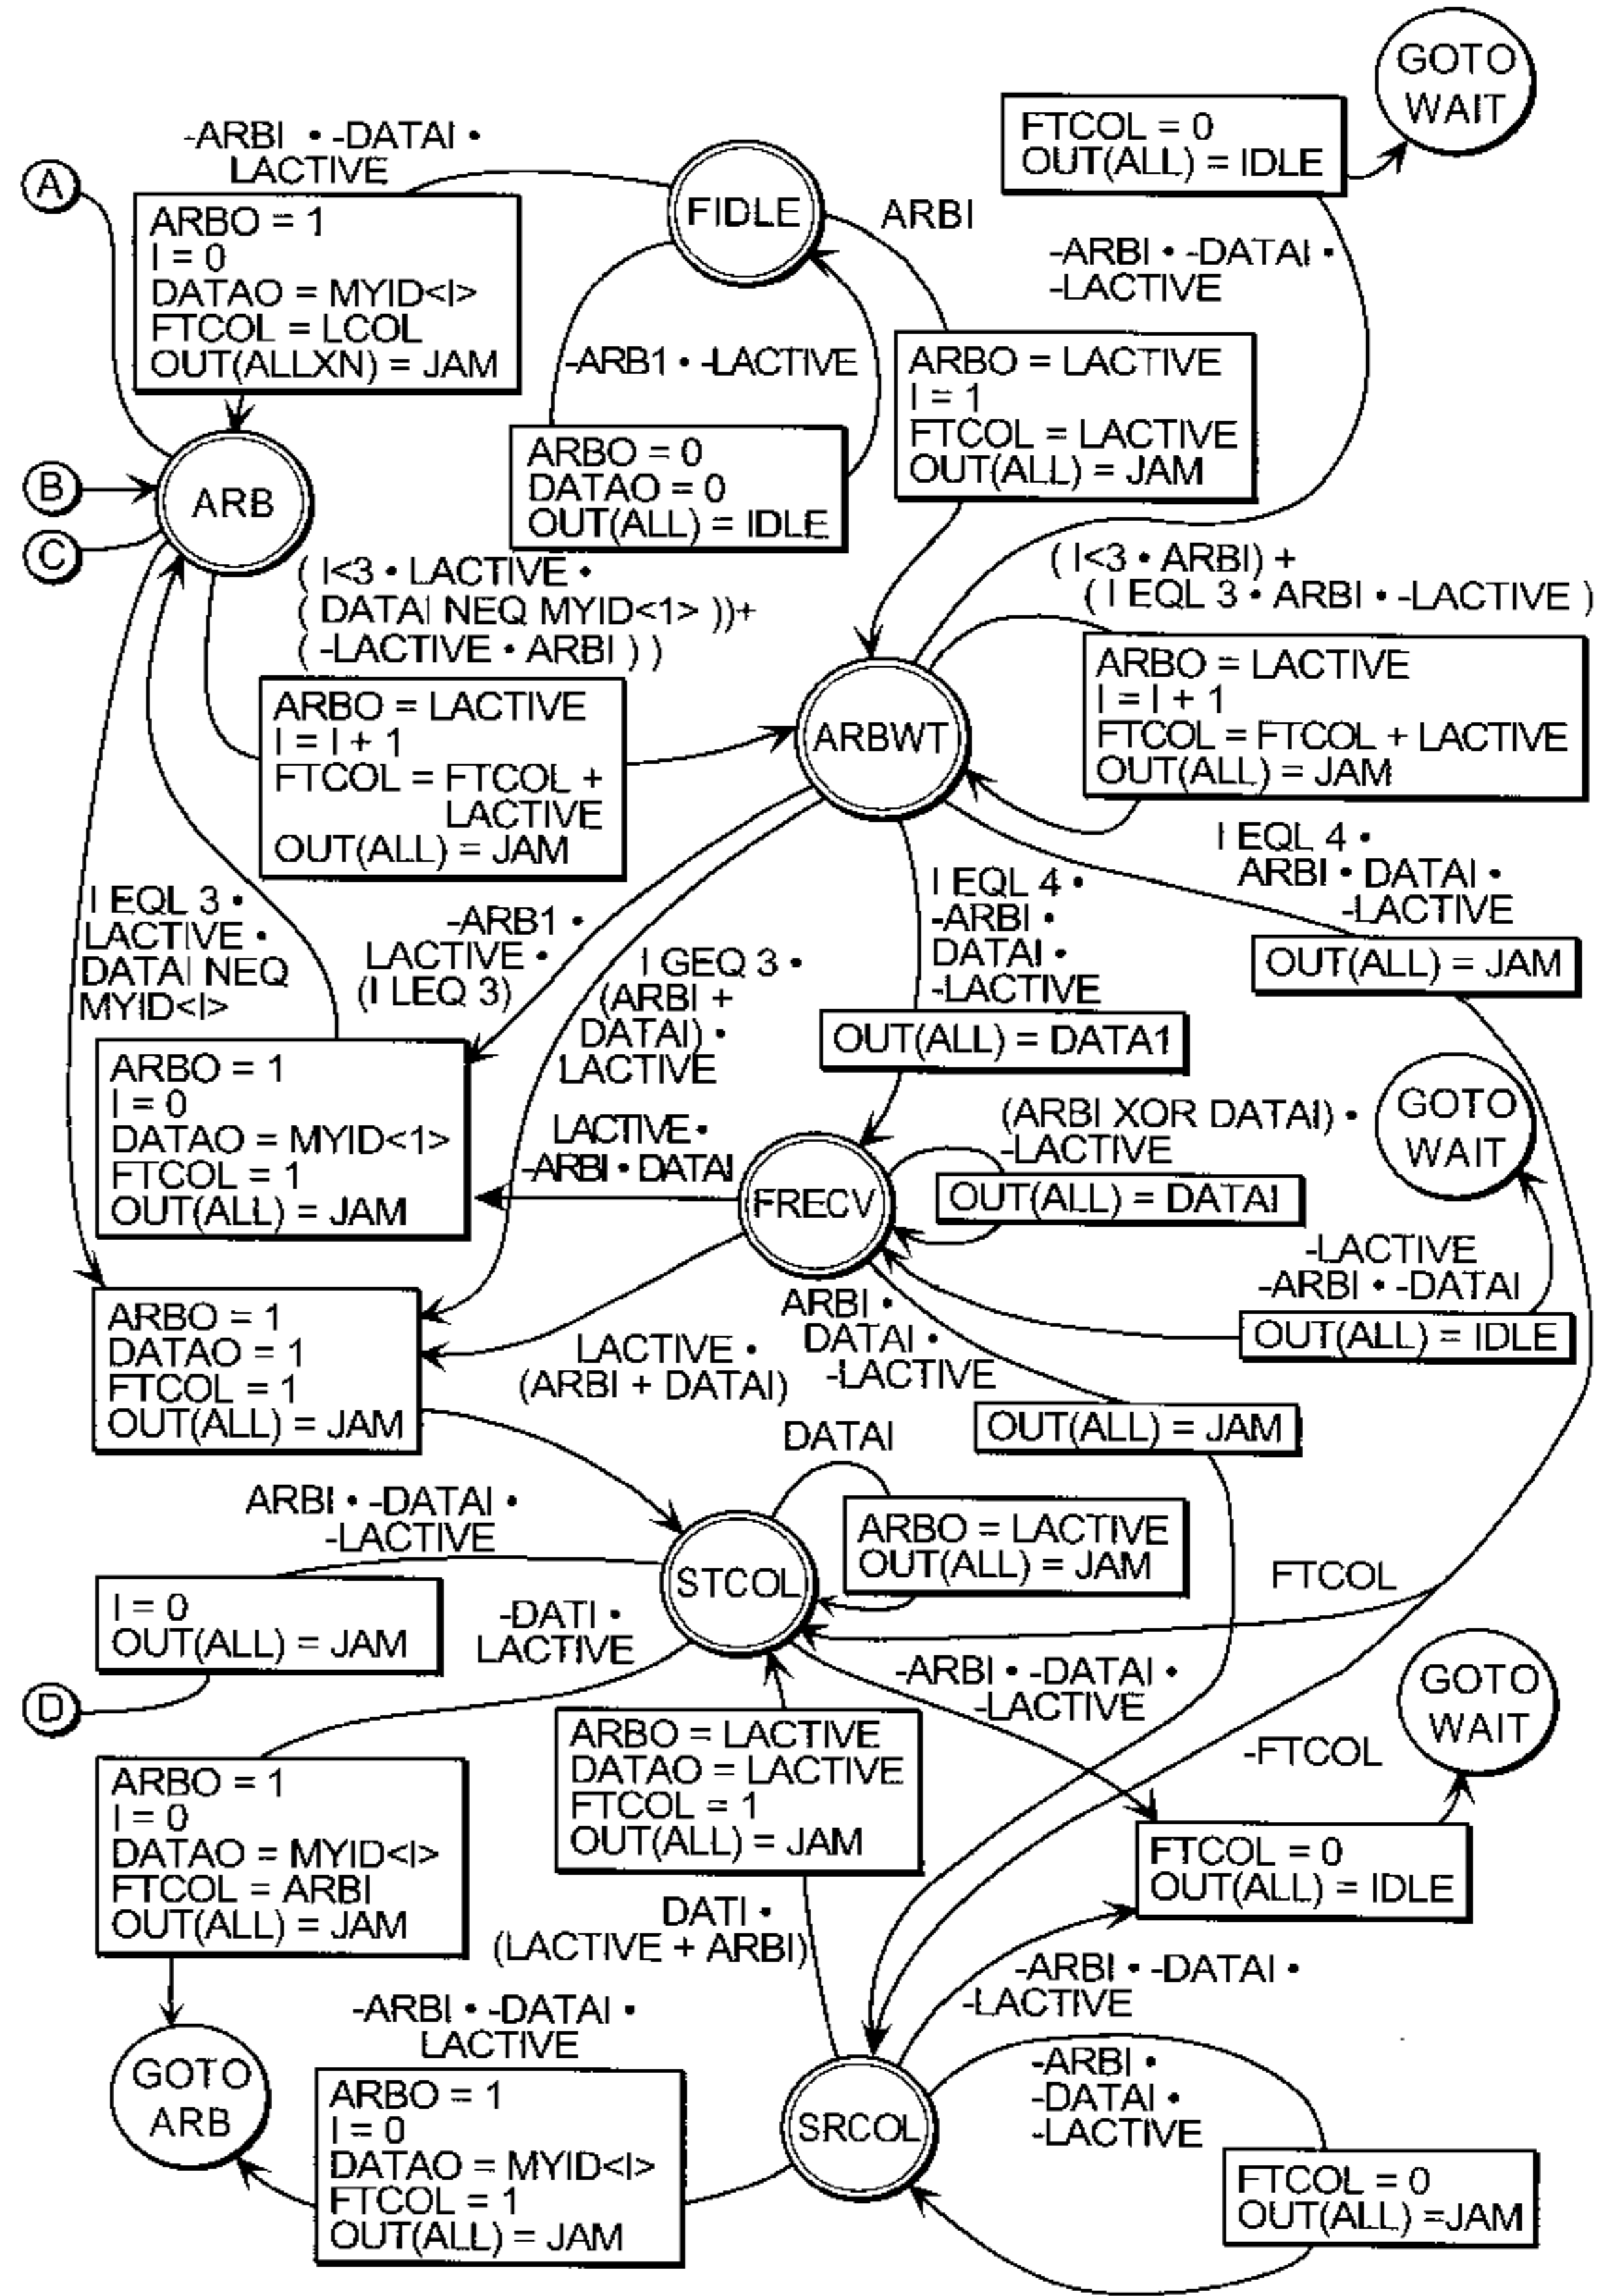 GOTO
WAIT
FTCOL = 0
OUT(ALL) = IDLE
-ARBI • -DATAI •
LACTIVE
A
ARBO = 1
I = 0
DATAO = MYID<I>
FTCOL = LCOL
OUT(ALLXN) = JAM
FIDLE
ARBI
-ARBI • -DATAI •
-LACTIVE
-ARB1 • -LACTIVE
ARBO = LACTIVE
I = 1
FTCOL = LACTIVE
OUT(ALL) = JAM
ARBO = 0
DATAO = 0
OUT(ALL) = IDLE
B
ARB
C
( I<3 • LACTIVE •
( DATAI NEQ MYID<1> ))+
( -LACTIVE • ARBI ) )
( I<3 • ARBI) +
( I EQL 3 • ARBI • -LACTIVE )
ARBO = LACTIVE
I = I + 1
FTCOL = FTCOL +
LACTIVE
OUT(ALL) = JAM
ARBWT
ARBO = LACTIVE
I = I + 1
FTCOL = FTCOL + LACTIVE
OUT(ALL) = JAM
I EQL 3 •
LACTIVE •
DATAI NEQ
MYID<I>
-ARB1 •
LACTIVE •
(I LEQ 3)
I GEQ 3 •
(ARBI +
DATAI) •
LACTIVE
I EQL 4 •
-ARBI •
DATAI •
-LACTIVE
I EQL 4 •
ARBI • DATAI •
-LACTIVE
OUT(ALL) = JAM
OUT(ALL) = DATA1
ARBO = 1
I = 0
DATAO = MYID<1>
FTCOL = 1
OUT(ALL) = JAM
LACTIVE •
-ARBI • DATAI
FRECV
(ARBI XOR DATAI) •
-LACTIVE
OUT(ALL) = DATAI
GOTO
WAIT
-LACTIVE
-ARBI • -DATAI
OUT(ALL) = IDLE
ARBO = 1
DATAO = 1
FTCOL = 1
OUT(ALL) = JAM
LACTIVE •
(ARBI + DATAI)
ARBI •
DATAI •
-LACTIVE
OUT(ALL) = JAM
DATAI
ARBI • -DATAI •
-LACTIVE
STCOL
ARBO = LACTIVE
OUT(ALL) = JAM
FTCOL
I = 0
OUT(ALL) = JAM
D
-DATI •
LACTIVE
-ARBI • -DATAI •
-LACTIVE
GOTO
WAIT
ARBO = LACTIVE
DATAO = LACTIVE
FTCOL = 1
OUT(ALL) = JAM
-FTCOL
ARBO = 1
I = 0
DATAO = MYID<I>
FTCOL = ARBI
OUT(ALL) = JAM
FTCOL = 0
OUT(ALL) = IDLE
DATI •
(LACTIVE + ARBI)
-ARBI • -DATAI •
-LACTIVE
-ARBI • -DATAI •
LACTIVE
GOTO
ARB
ARBO = 1
I = 0
DATAO = MYID<I>
FTCOL = 1
OUT(ALL) = JAM
SRCOL
-ARBI •
-DATAI •
-LACTIVE
FTCOL = 0
OUT(ALL) =JAM